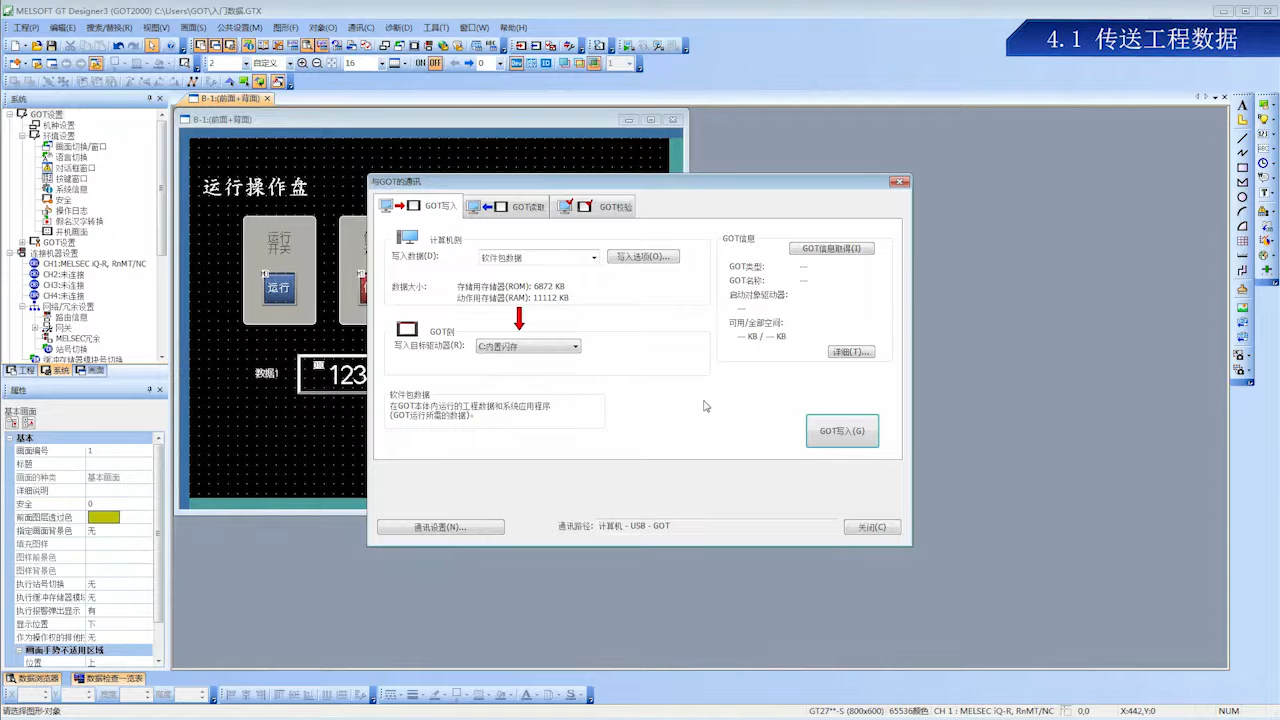 MELSOFT GT Designer3 (GOT2000) C:\Users\GOT\入门数据.GTX
工程(P) 编辑(E) 搜索/替换(R) 视图(V) 画面(S) 公共设置(M) 图形(F) 对象(O) 通讯(C) 诊断(D) 工具(T) 窗口(W) 帮助(H)
4.1 传送工程数据
2 自定义 16 ON OFF 0 1
系统
B-1:(前面+背面)
GOT设置
机种设置
环境设置
画面切换/窗口
语言切换
对话框窗口
按键窗口
系统信息
安全
操作日志
假名汉字转换
开机画面
GOT设置
连接机器设置
CH1:MELSEC iQ-R, RnMT/NC
CH2:未连接
CH3:未连接
CH4:未连接
网络/冗余设置
路由信息
网关
MELSEC冗余
站号切换
缓冲存储器模块号切换
工程 系统 画面
B-1:(前面+背面)
运行操作盘
运行
开关
运行
数据1
123
与GOT的通讯
GOT写入 GOT读取 GOT校验
计算机侧
写入数据(D): 软件包数据 写入选项(O)...
数据大小: 存储用存储器(ROM): 6872 KB
动作用存储器(RAM): 11112 KB
GOT侧
写入目标驱动器(R): C:内置闪存
软件包数据
在GOT本体内运行的工程数据和系统应用程序
(GOT运行所需的数据)。
GOT信息
GOT信息取得(I)
GOT类型: ---
GOT名称: ---
启动对象驱动器:
---
可用/全部空间:
--- KB / --- KB
详细(T)...
GOT写入(G)
通讯设置(N)... 通讯路径: 计算机 - USB - GOT 关闭(C)
属性
基本画面
基本
画面编号 1
标题
画面的种类 基本画面
详细说明
安全 0
前面图层透过色
指定画面背景色 无
填充图样
图样前景色
图样背景色
执行站号切换 无
执行缓冲存储器模块 无
执行报警弹出显示 有
显示位置 下
作为操作权的排他 无
画面手势不适用区域
位置 上
数据浏览器 数据检查一览表
请选择图形·对象
GT27**-S (800x600) 65536颜色 CH 1 : MELSEC iQ-R, RnMT/NC 0,0 X:442,Y:0 NUM